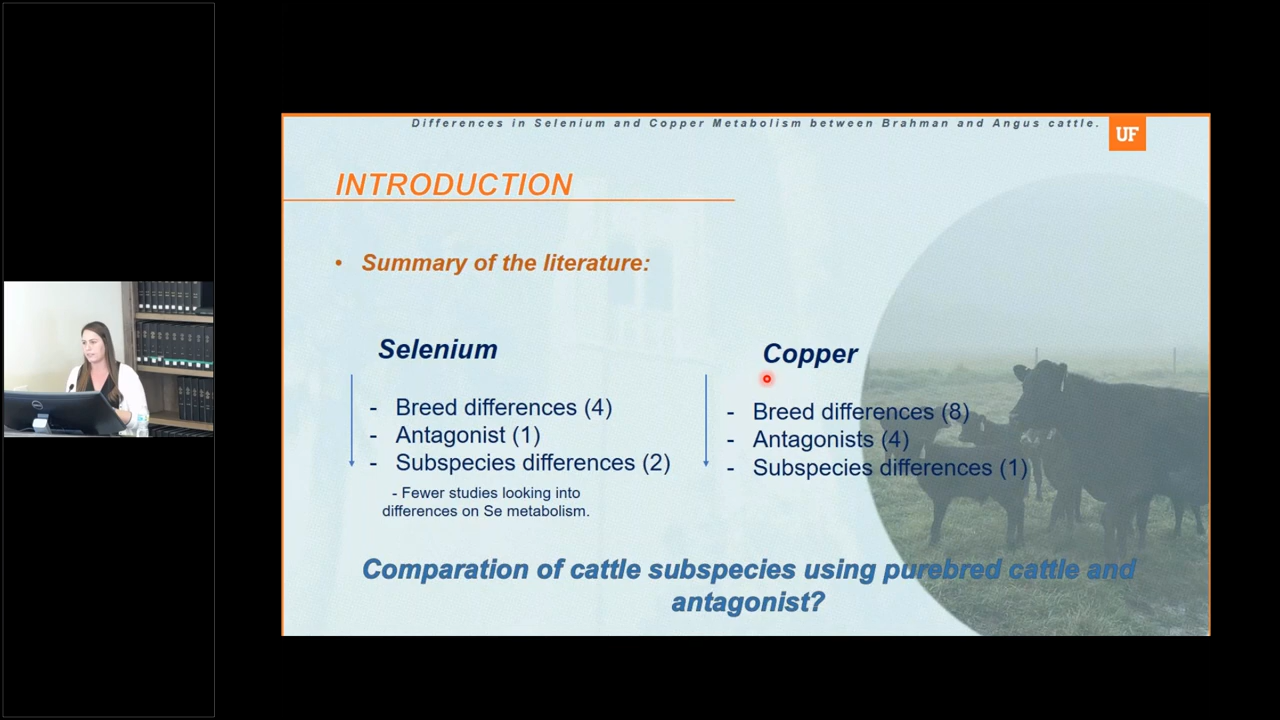 Differences in Selenium and Copper Metabolism between Brahman and Angus cattle.
UF
INTRODUCTION
• Summary of the literature:
Selenium
- Breed differences (4)
- Antagonist (1)
- Subspecies differences (2)
- Fewer studies looking into
differences on Se metabolism.
Copper
- Breed differences (8)
- Antagonists (4)
- Subspecies differences (1)
Comparation of cattle subspecies using purebred cattle and
antagonist?